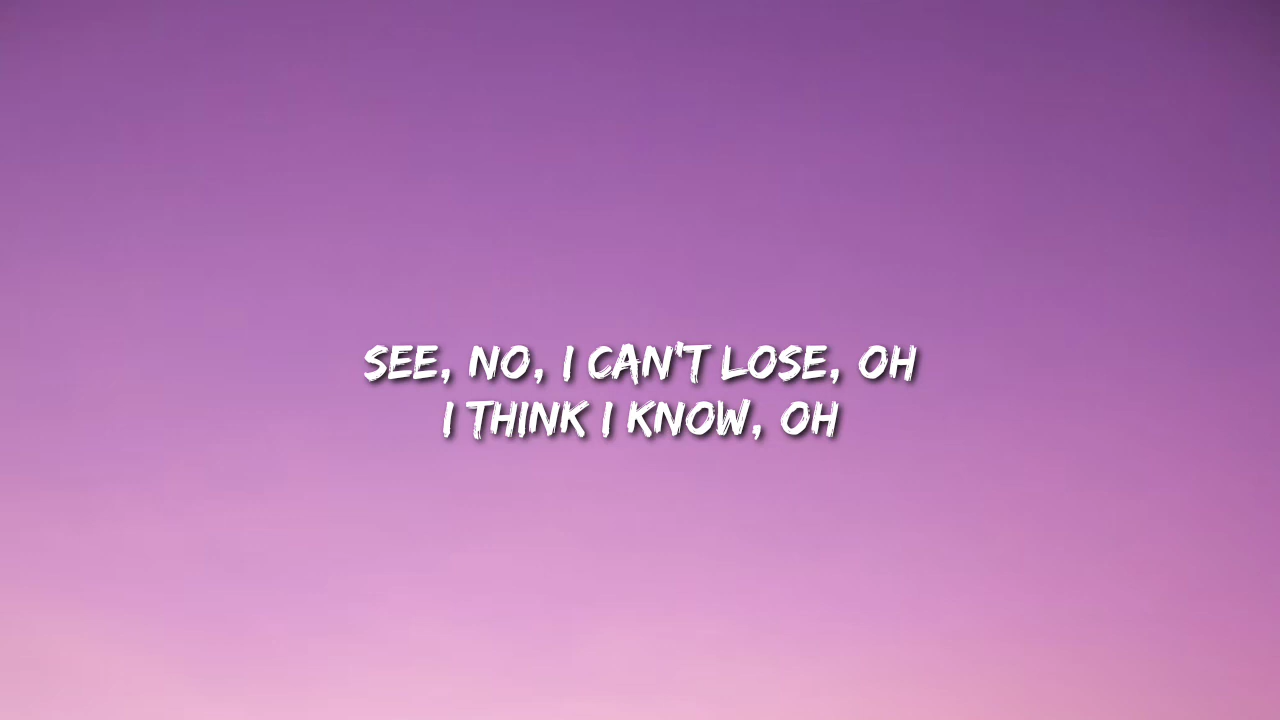 SEE, NO, I CAN'T LOSE, OH
I THINK I KNOW, OH